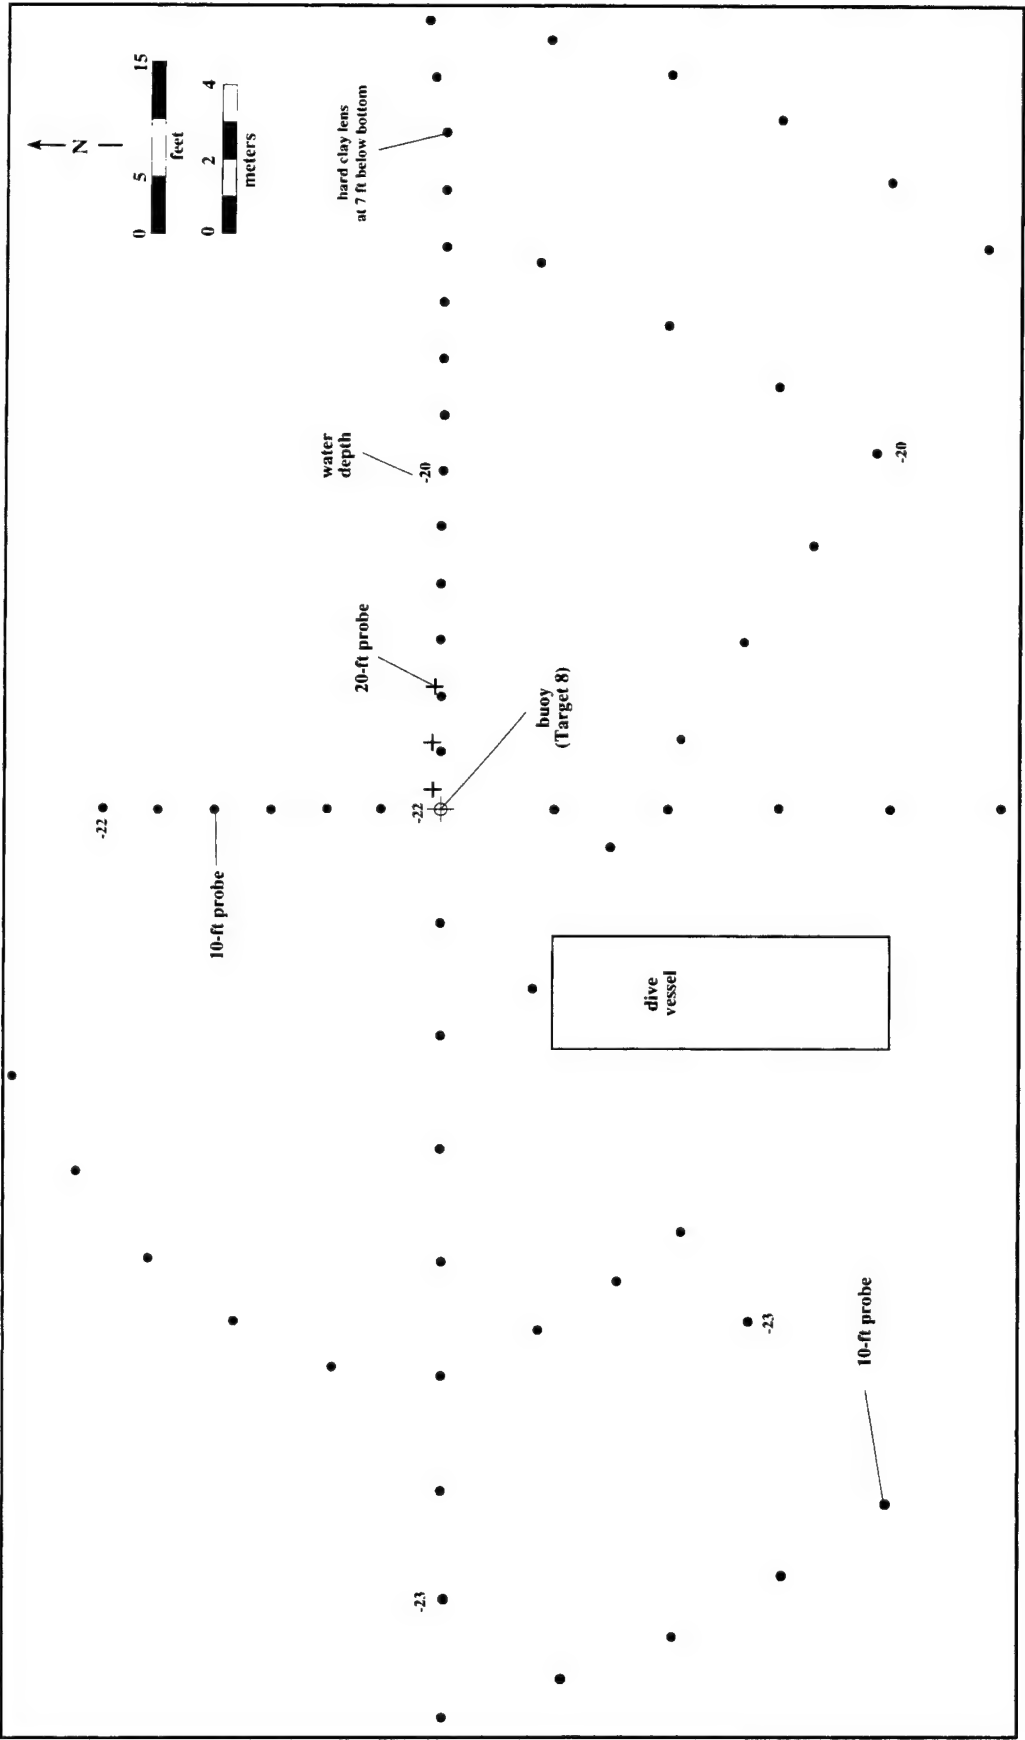 N
0
5
15
feet
0
2
4
meters
hard clay lens
at 7 ft below bottom
water
depth
-20
20-ft probe
-22
-22
10-ft probe
buoy
(Target 8)
-20
dive
vessel
-23
-23
10-ft probe